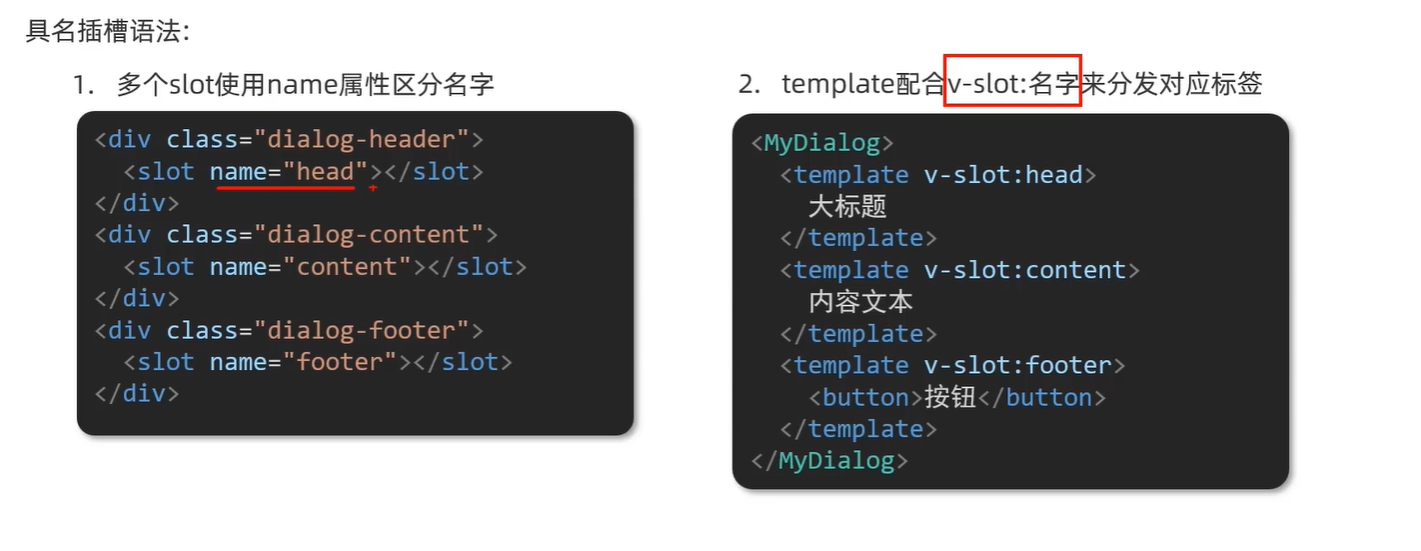 具名插槽语法:
1. 多个slot使用name属性区分名字
<div class="dialog-header">
  <slot name="head"></slot>
</div>
<div class="dialog-content">
  <slot name="content"></slot>
</div>
<div class="dialog-footer">
  <slot name="footer"></slot>
</div>
2. template配合v-slot:名字来分发对应标签
<MyDialog>
  <template v-slot:head>
    大标题
  </template>
  <template v-slot:content>
    内容文本
  </template>
  <template v-slot:footer>
    <button>按钮</button>
  </template>
</MyDialog>